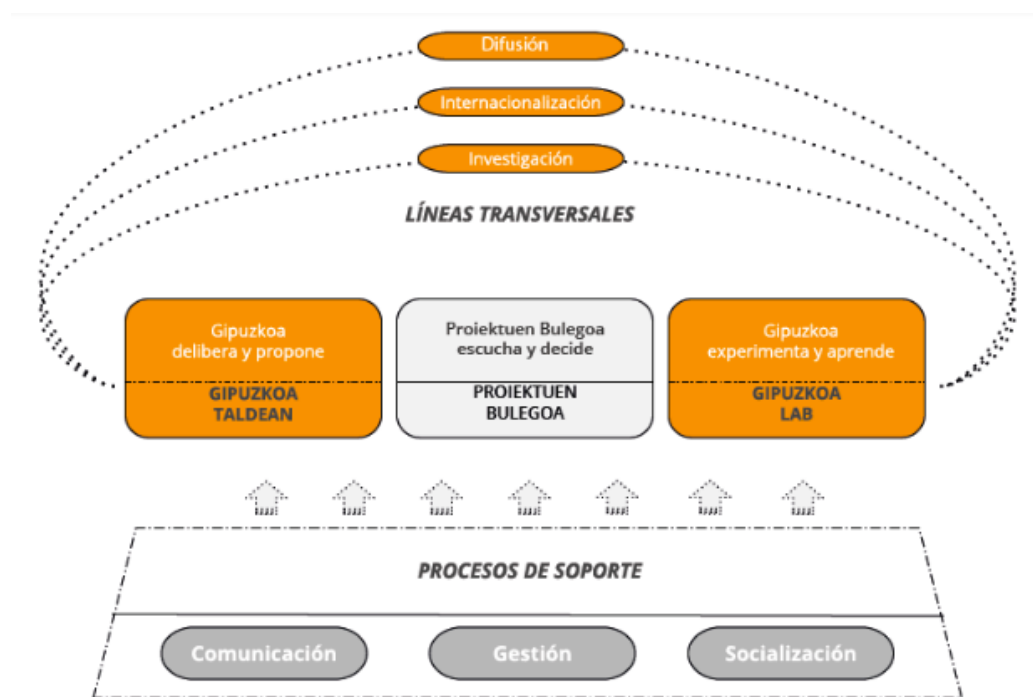 Difusión
Internacionalización
Investigación
LÍNEAS TRANSVERSALES
Gipuzkoa
delibera y propone
GIPUZKOA
TALDEAN
Proiektuen Bulegoa
escucha y decide
PROIEKTUEN
BULEGOA
Gipuzkoa
experimenta y aprende
GIPUZKOA
LAB
PROCESOS DE SOPORTE
Comunicación
Gestión
Socialización